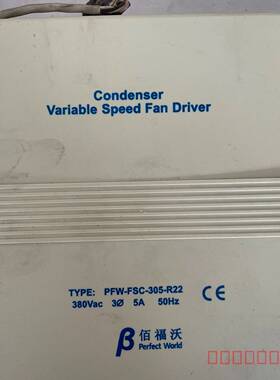 Condenser
Variable Speed Fan Driver
TYPE: PFW-FSC-305-R22
380Vac 3Ø 5A 50Hz
CE
β 佰福沃
Perfect World